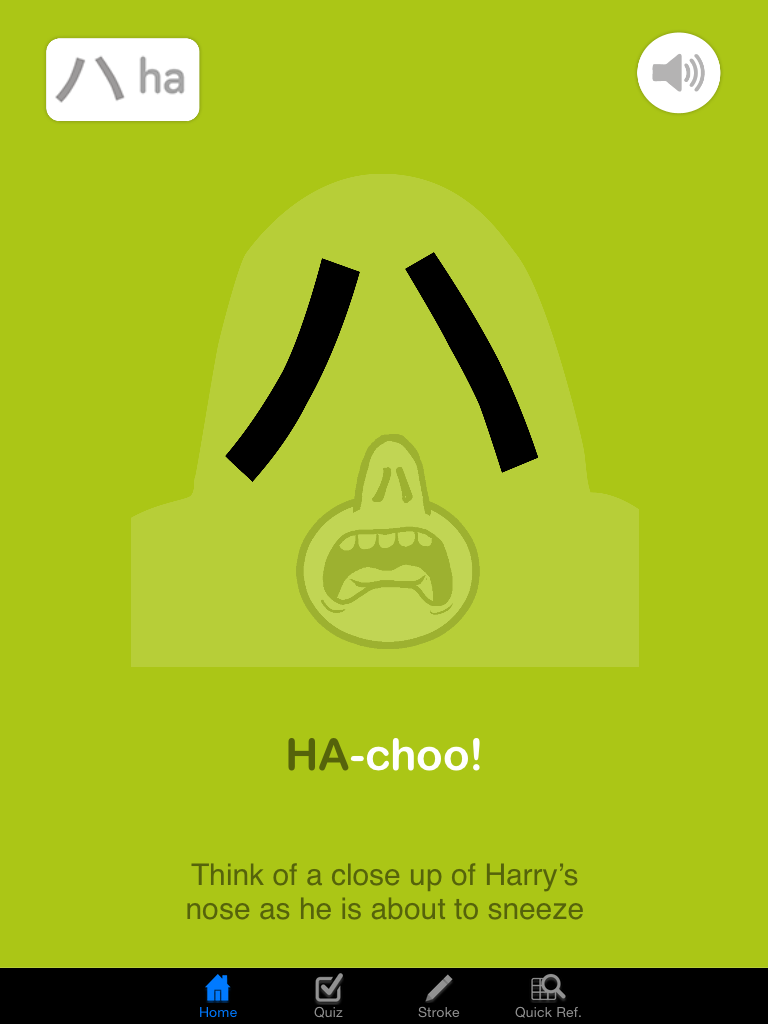 ハ ha
ハ
HA-choo!
Think of a close up of Harry’s
nose as he is about to sneeze
Home Quiz Stroke Quick Ref.